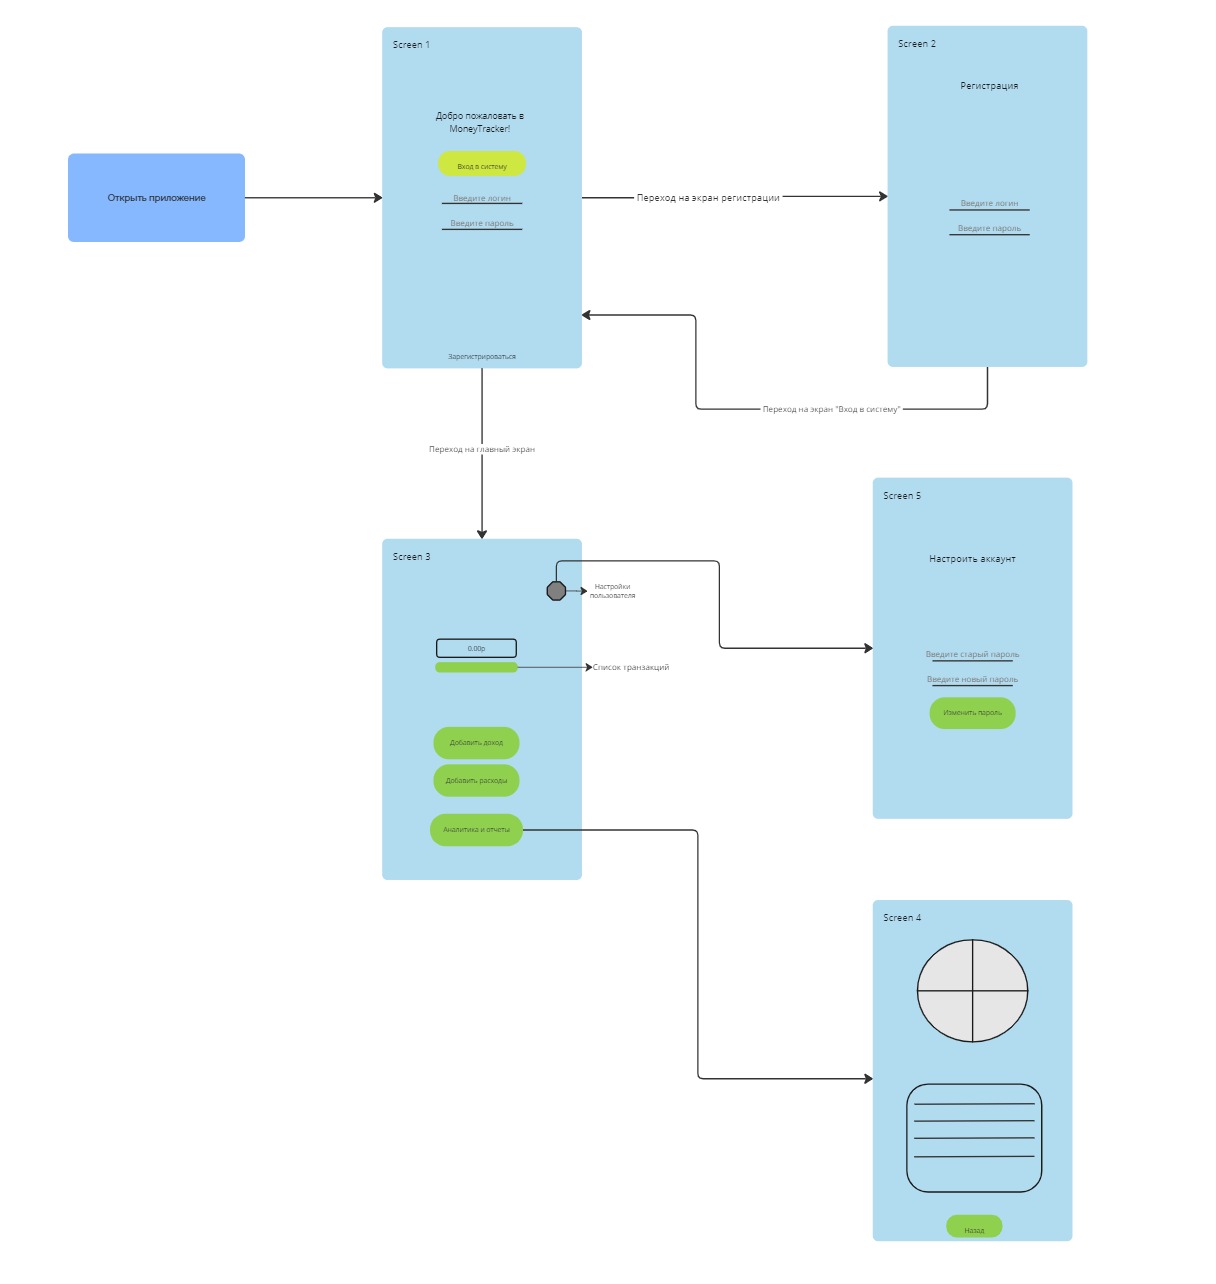 Screen 1
Добро пожаловать в
MoneyTracker!
Вход в систему
Введите логин
Введите пароль
Зарегистрироваться
Открыть приложение
Переход на экран регистрации
Screen 2
Регистрация
Введите логин
Введите пароль
Переход на экран "Вход в систему"
Переход на главный экран
Screen 3
Настройки
пользователя
0.00р
Список транзакций
Добавить доход
Добавить расходы
Аналитика и отчеты
Screen 5
Настроить аккаунт
Введите старый пароль
Введите новый пароль
Изменить пароль
Screen 4
Назад